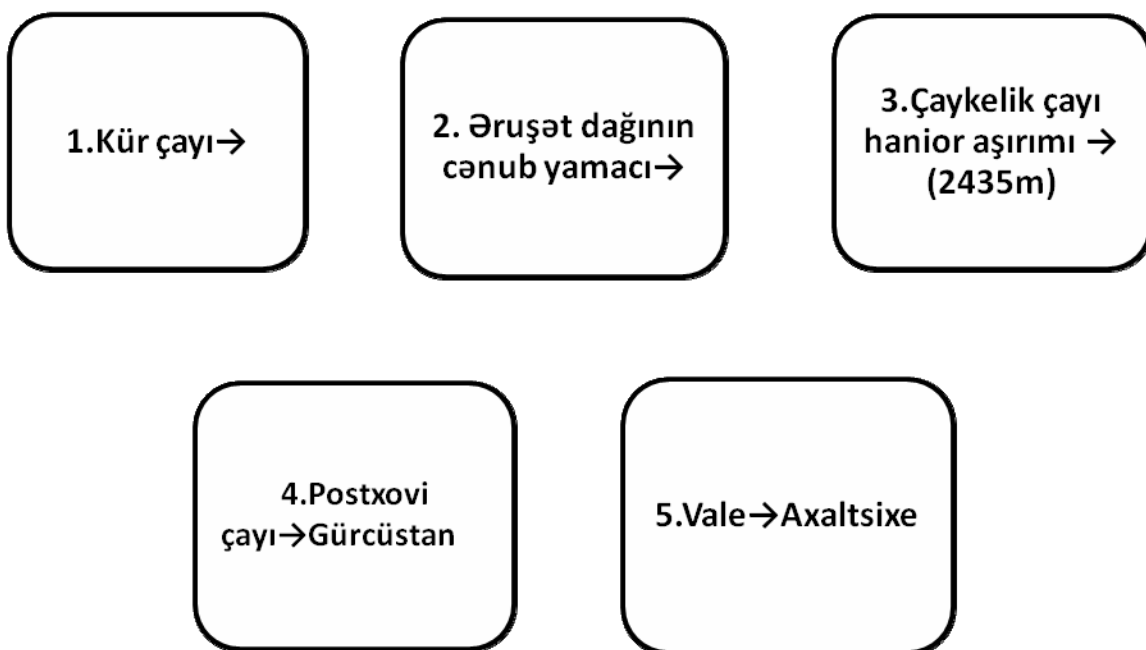 1.Kür çayı→
2. Əruşət dağının
cənub yamacı→
3.Çaykelik çayı
hanior aşırımı →
(2435m)
4.Postxovi
çayı→Gürcüstan
5.Vale→Axaltsixe